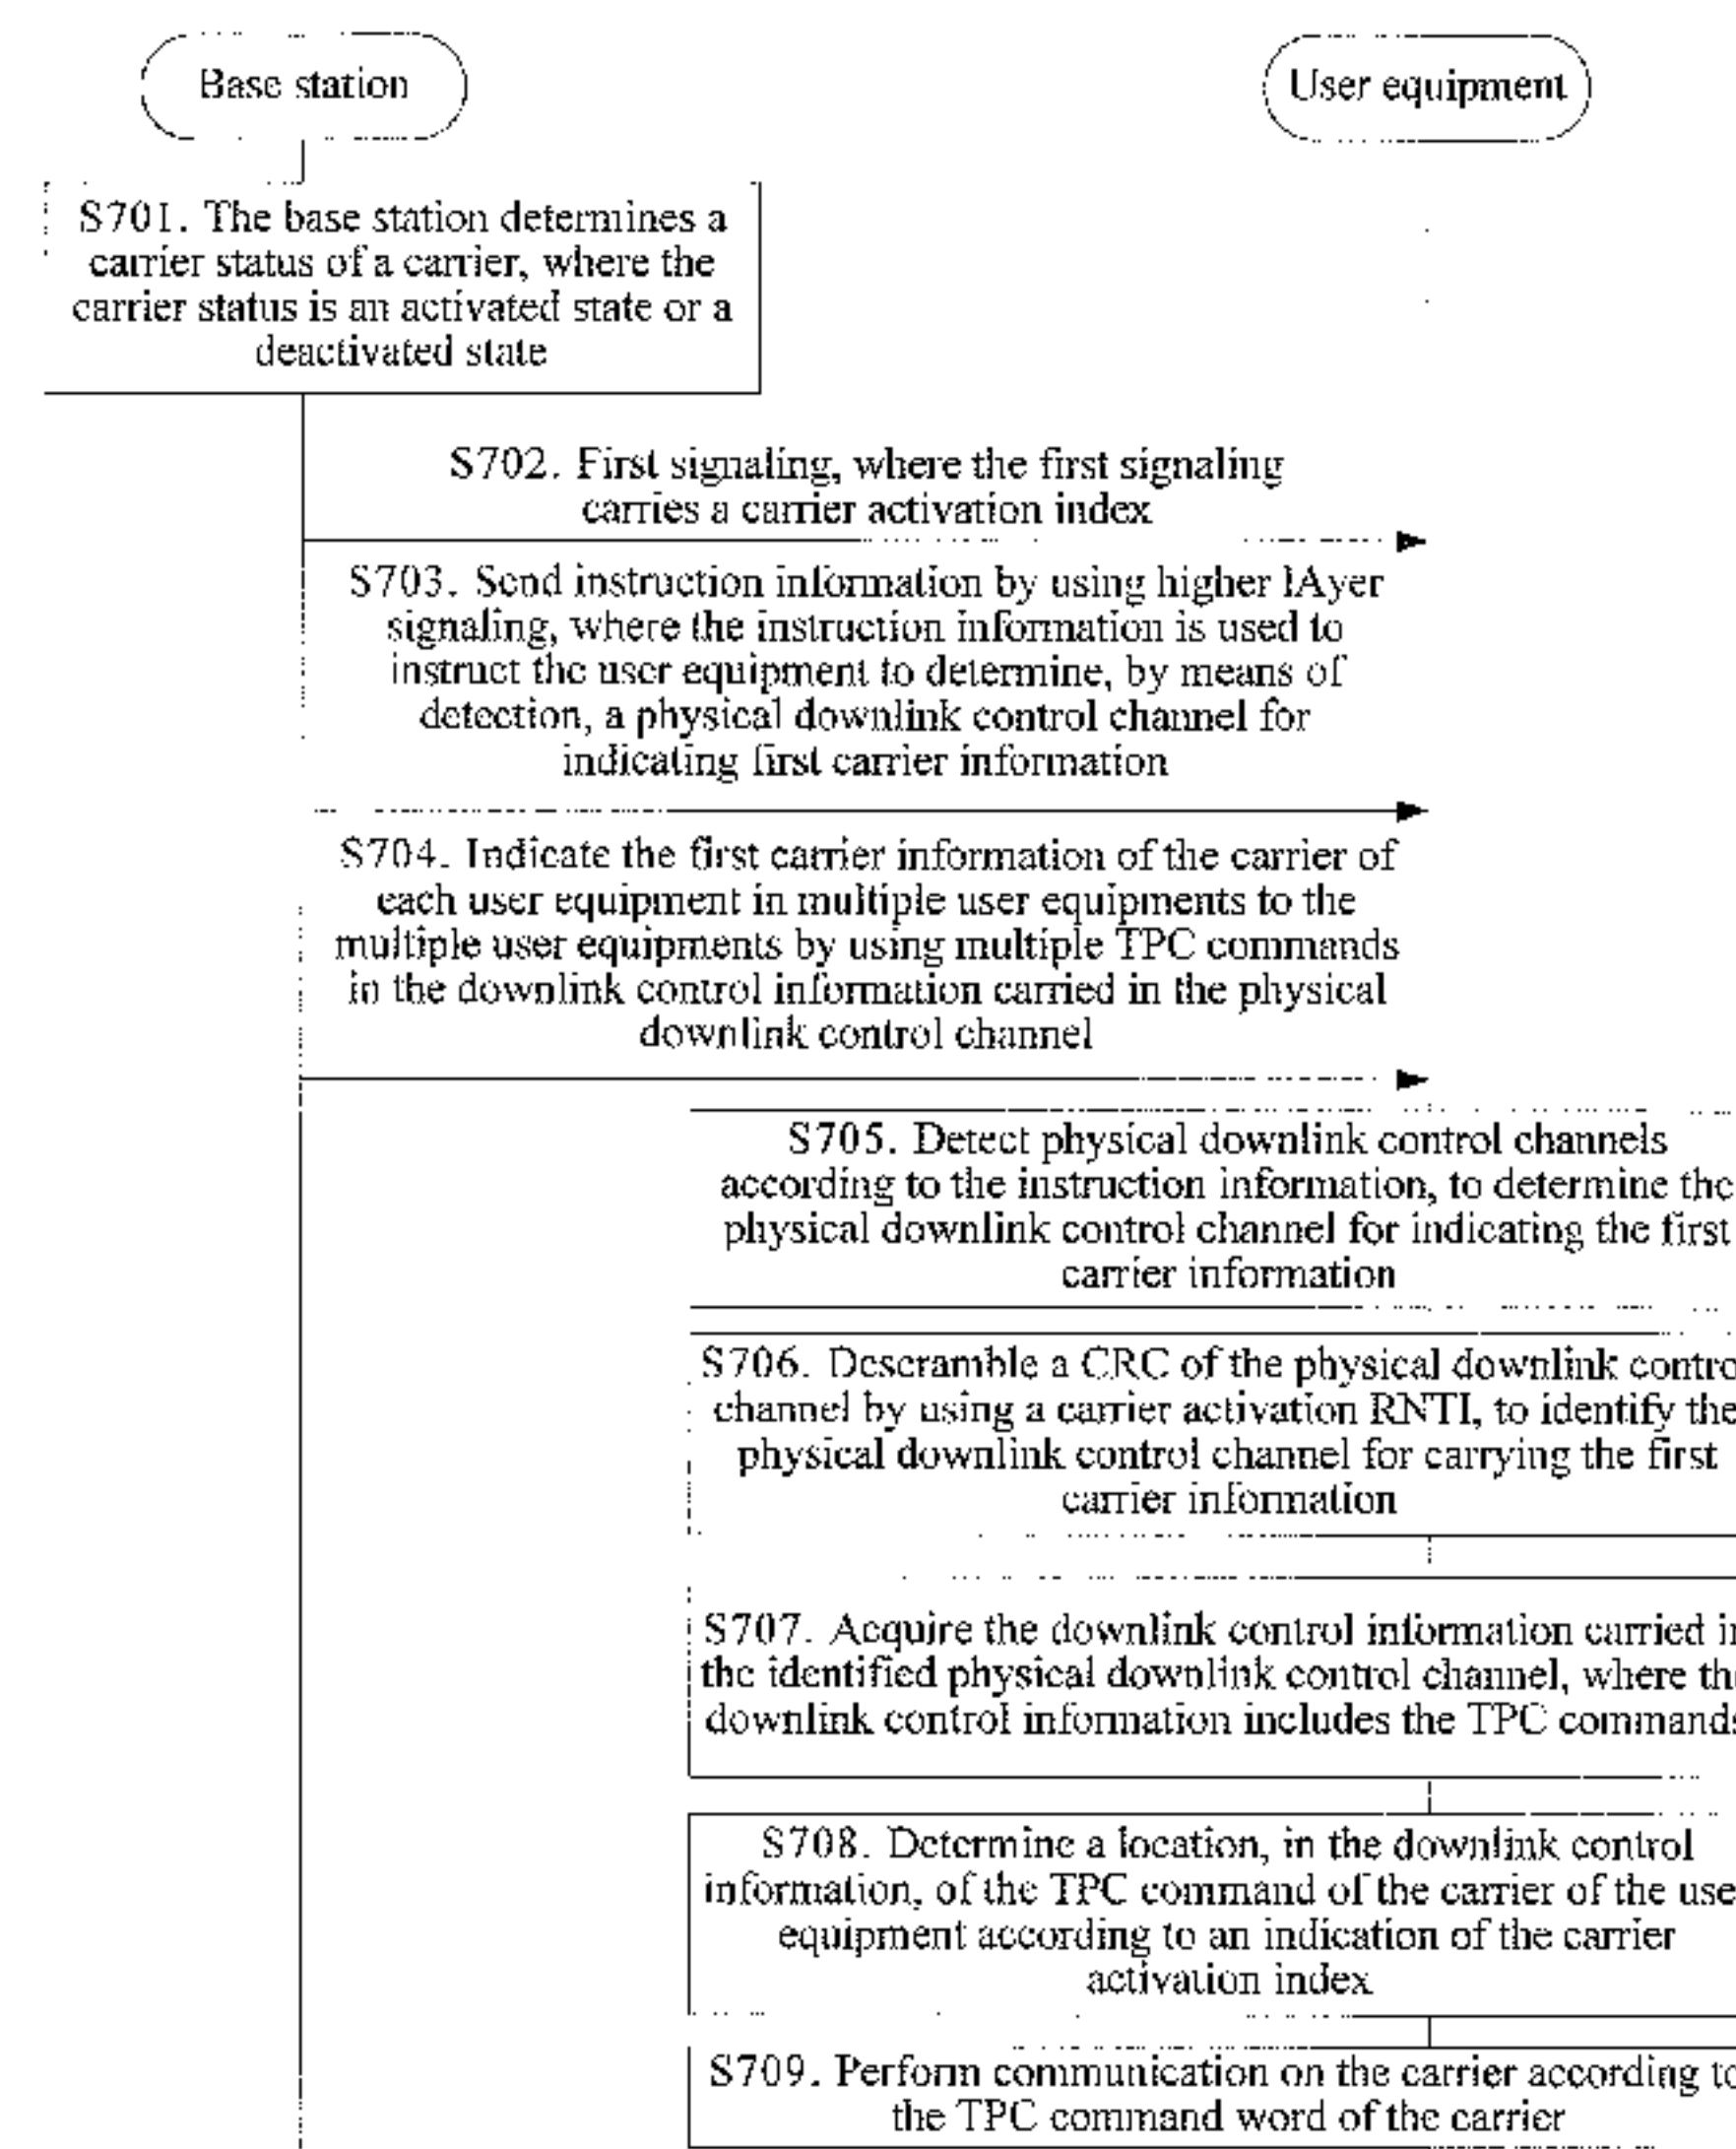 Base station
User equipment
S701. The base station determines a
carrier status of a carrier, where the
carrier status is an activated state or a
deactivated state
S702. First signaling, where the first signaling
carries a carrier activation index
S703. Send instruction information by using higher lAyer
signaling, where the instruction information is used to
instruct the user equipment to determine, by means of
detection, a physical downlink control channel for
indicating first carrier information
S704. Indicate the first carrier information of the carrier of
each user equipment in multiple user equipments to the
multiple user equipments by using multiple TPC commands
in the downlink control information carried in the physical
downlink control channel
S705. Detect physical downlink control channels
according to the instruction information, to determine the
physical downlink control channel for indicating the first
carrier information
S706. Descramble a CRC of the physical downlink contro
channel by using a carrier activation RNTI, to identify the
physical downlink control channel for carrying the first
carrier information
S707. Acquire the downlink control information carried in
the identified physical downlink control channel, where the
downlink control information includes the TPC commands
S708. Determine a location, in the downlink control
information, of the TPC command of the carrier of the use
equipment according to an indication of the carrier
activation index
S709. Perform communication on the carrier according to
the TPC command word of the carrier